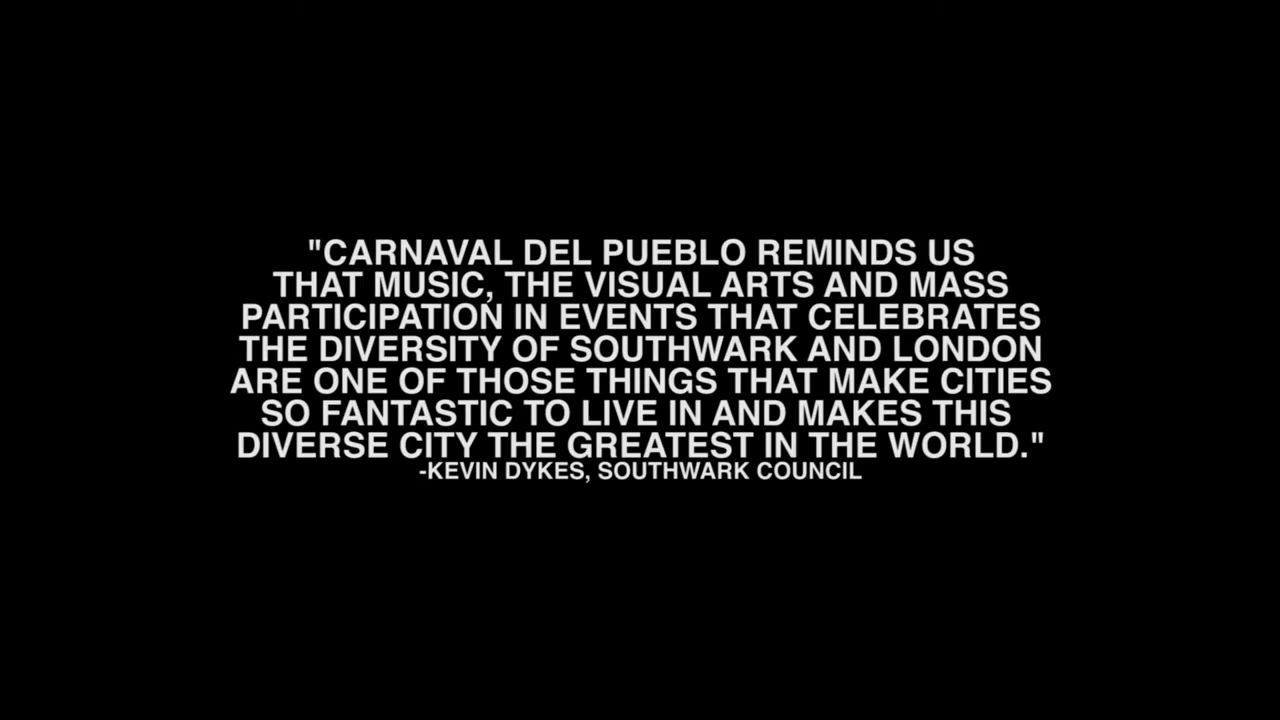 "CARNAVAL DEL PUEBLO REMINDS US
THAT MUSIC, THE VISUAL ARTS AND MASS
PARTICIPATION IN EVENTS THAT CELEBRATES
THE DIVERSITY OF SOUTHWARK AND LONDON
ARE ONE OF THOSE THINGS THAT MAKE CITIES
SO FANTASTIC TO LIVE IN AND MAKES THIS
DIVERSE CITY THE GREATEST IN THE WORLD."
-KEVIN DYKES, SOUTHWARK COUNCIL